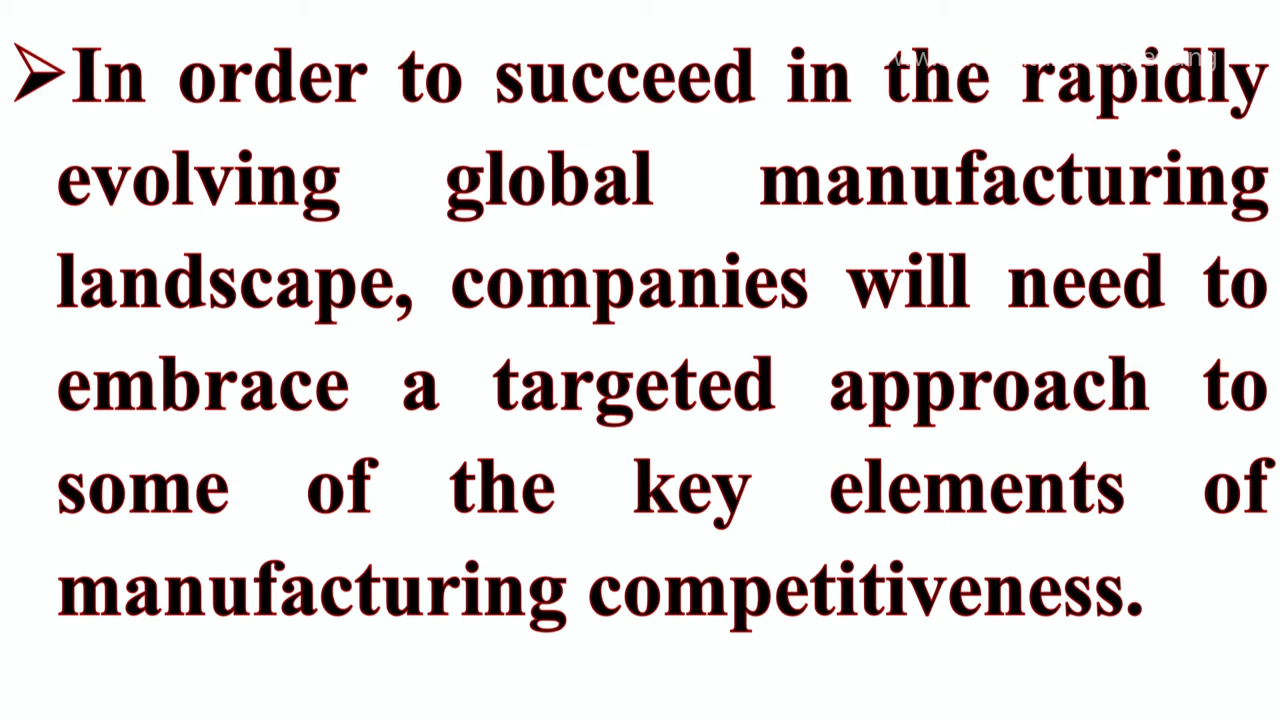 ➢In order to succeed in the rapidly
evolving global manufacturing
landscape, companies will need to
embrace a targeted approach to
some of the key elements of
manufacturing competitiveness.